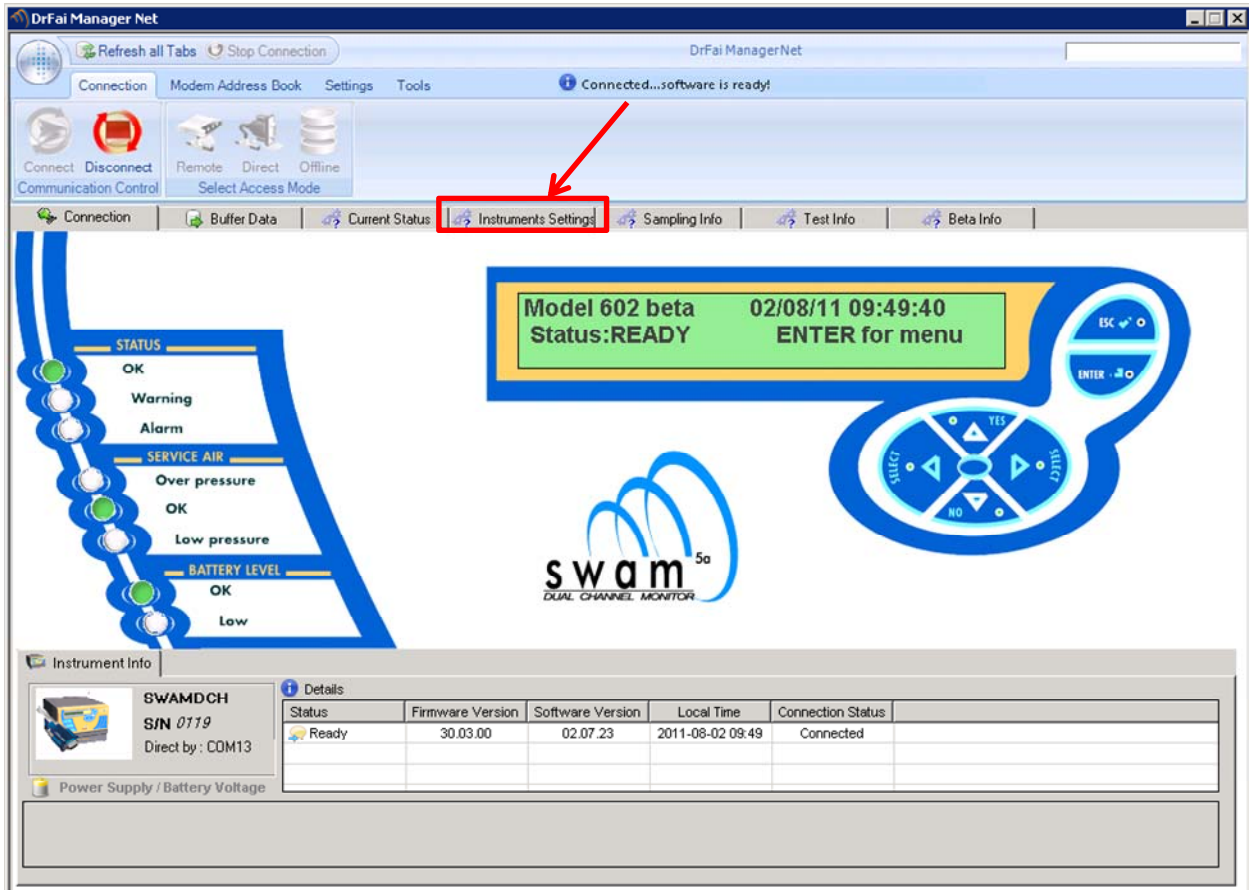 DrFai Manager Net
Refresh all Tabs Stop Connection
DrFai ManagerNet
Connection Modem Address Book Settings Tools
Connected...software is ready!
Connect Disconnect Remote Direct Offline
Communication Control Select Access Mode
Connection Buffer Data Current Status Instruments Settings Sampling Info Test Info Beta Info
Model 602 beta 02/08/11 09:49:40
Status:READY ENTER for menu
ESC
ENTER
YES
SELECT SELECT
NO
STATUS
OK
Warning
Alarm
SERVICE AIR
Over pressure
OK
Low pressure
BATTERY LEVEL
OK
Low
swam 5a
DUAL CHANNEL MONITOR
Instrument Info
SWAMDCH
S/N 0119
Direct by : COM13
Power Supply / Battery Voltage
Details
Status Firmware Version Software Version Local Time Connection Status
Ready 30.03.00 02.07.23 2011-08-02 09:49 Connected